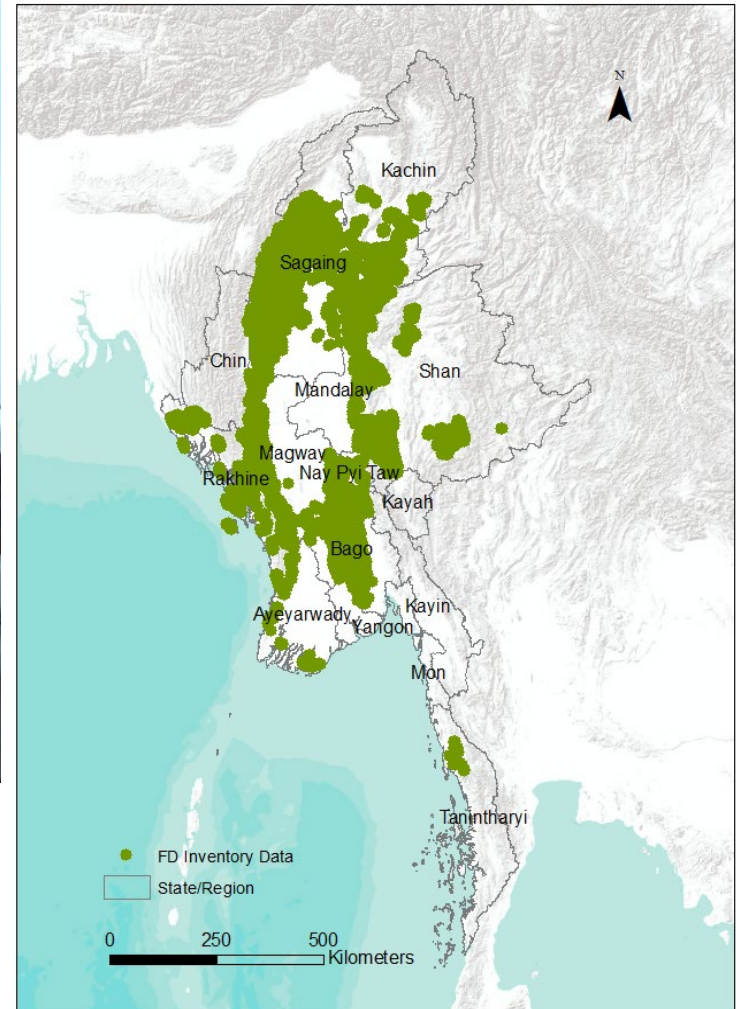 N
Kachin
Sagaing
Chin
Shan
Mandalay
Magway
Nay Pyi Taw
Rakhine
Kayah
Bago
Ayeyarwady
Kayin
Yangon
Mon
Tanintharyi
FD Inventory Data
State/Region
0 250 500
Kilometers